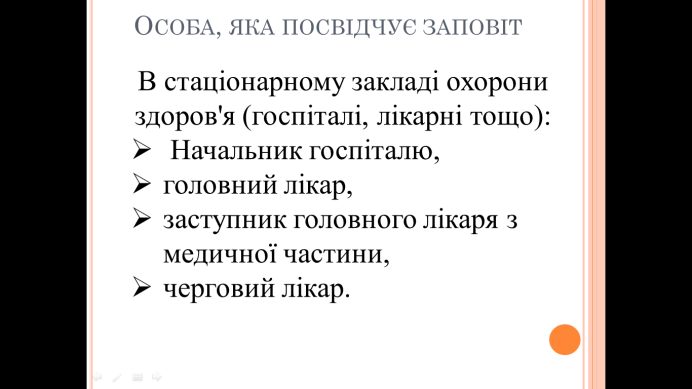 ОСОБА, ЯКА ПОСВІДЧУЄ ЗАПОВІТ
В стаціонарному закладі охорони
здоров'я (госпіталі, лікарні тощо):
➢ Начальник госпіталю,
➢ головний лікар,
➢ заступник головного лікаря з
медичної частини,
➢ черговий лікар.